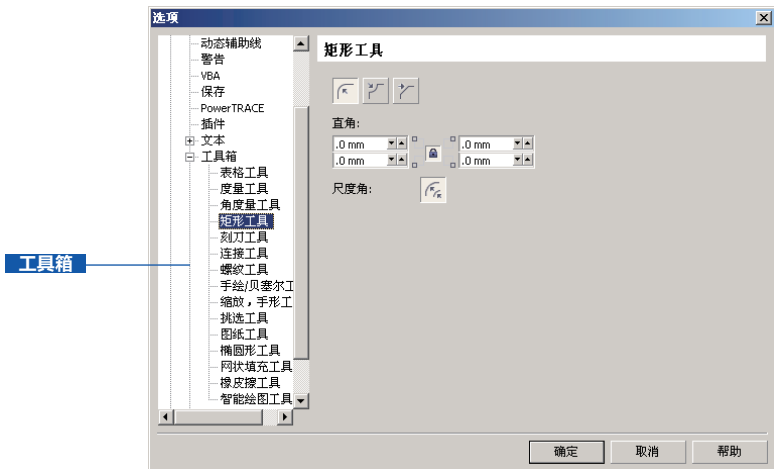 选项
动态辅助线
警告
VBA
保存
PowerTRACE
插件
文本
工具箱
表格工具
度量工具
角度量工具
矩形工具
刻刀工具
连接工具
螺纹工具
手绘/贝塞尔工
缩放，手形工
挑选工具
图纸工具
椭圆形工具
网状填充工具
橡皮擦工具
智能绘图工具
工具箱
矩形工具
直角:
.0 mm .0 mm
.0 mm .0 mm
尺度角:
确定 取消 帮助